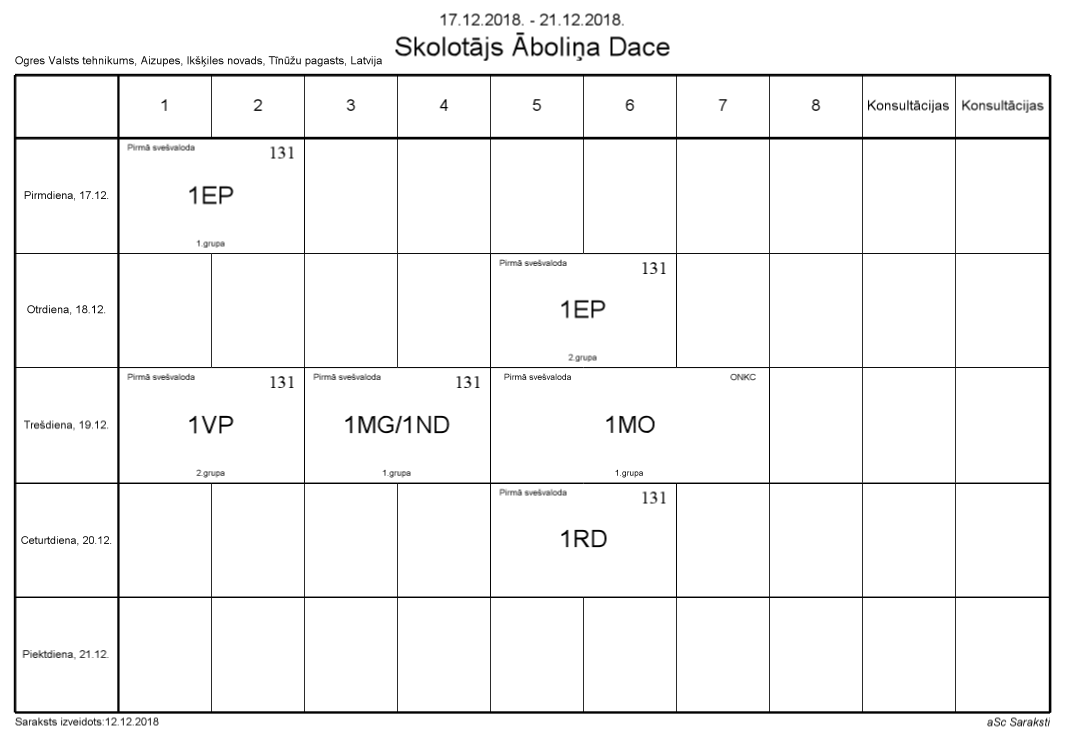 17.12.2018. - 21.12.2018.
Skolotājs Āboliņa Dace
Ogres Valsts tehnikums, Aizupes, Ikšķiles novads, Tīnūžu pagasts, Latvija
1 2 3 4 5 6 7 8 Konsultācijas Konsultācijas
Pirmdiena, 17.12.
Pirmā svešvaloda 131
1EP
1.grupa
Otrdiena, 18.12.
Pirmā svešvaloda 131
1EP
2.grupa
Trešdiena, 19.12.
Pirmā svešvaloda 131
1VP
2.grupa
Pirmā svešvaloda 131
1MG/1ND
1.grupa
Pirmā svešvaloda ONKC
1MO
1.grupa
Ceturtdiena, 20.12.
Pirmā svešvaloda 131
1RD
Piektdiena, 21.12.
Saraksts izveidots:12.12.2018
aSc Saraksti